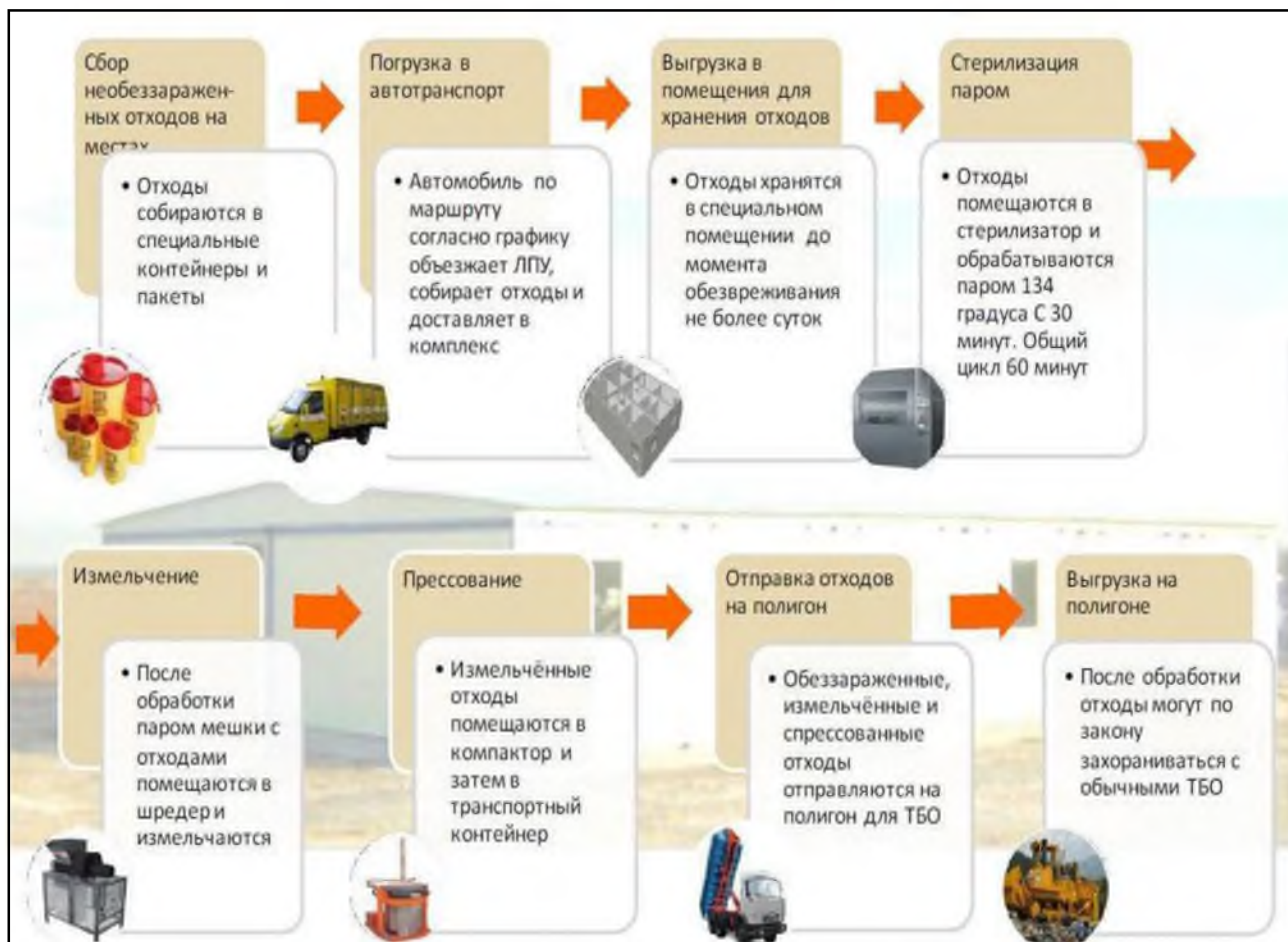 Сбор
необеззаражен-
ных отходов на
местах
• Отходы
собираются в
специальные
контейнеры и
пакеты
Погрузка в
автотранспорт
• Автомобиль по
маршруту
согласно графику
объезжает ЛПУ,
собирает отходы и
доставляет в
комплекс
Выгрузка в
помещения для
хранения отходов
• Отходы хранятся
в специальном
помещении до
момента
обезвреживания
не более суток
Стерилизация
паром
• Отходы
помещаются в
стерилизатор и
обрабатываются
паром 134
градуса С 30
минут. Общий
цикл 60 минут
Измельчение
• После
обработки
паром мешки с
отходами
помещаются в
шредер и
измельчаются
Прессование
• Измельчённые
отходы
помещаются в
компактор и
затем в
транспортный
контейнер
Отправка отходов
на полигон
• Обеззараженные,
измельчённые и
спрессованные
отходы
отправляются на
полигон для ТБО
Выгрузка на
полигоне
• После обработки
отходы могут по
закону
захораниваться с
обычными ТБО